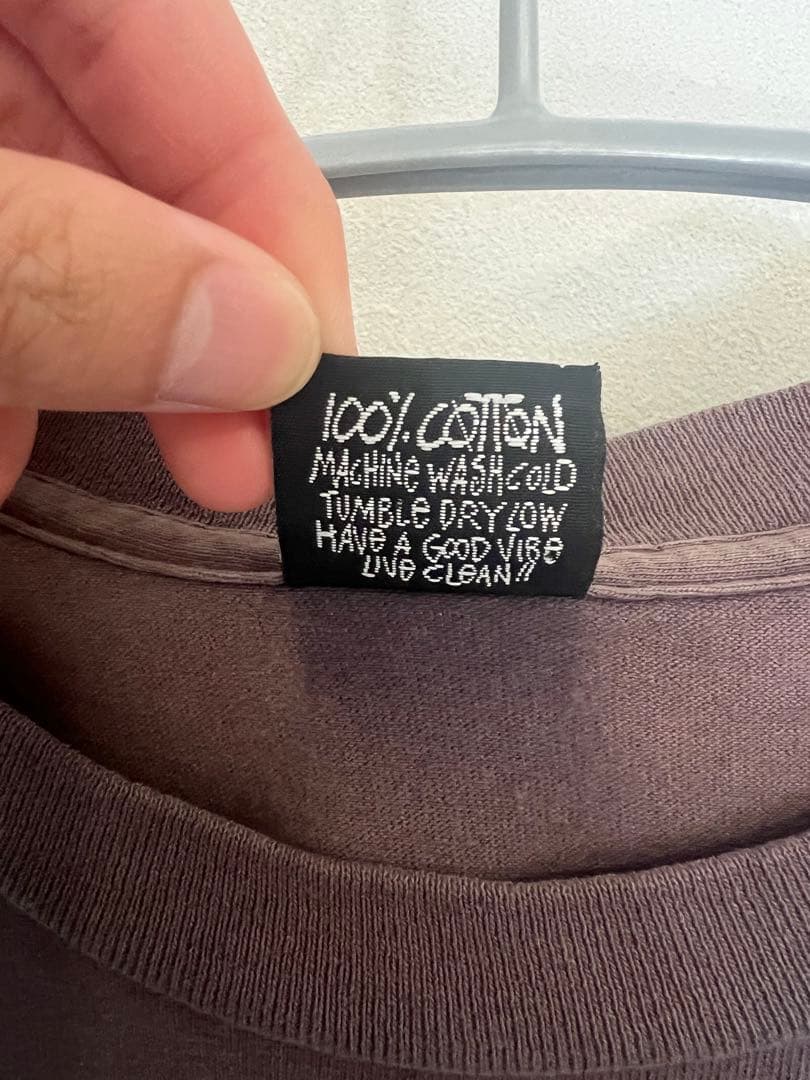 100% COTTON
MACHINE WASH COLD
TUMBLE DRY LOW
HAVE A GOOD VIBE
LIVE CLEAN!!